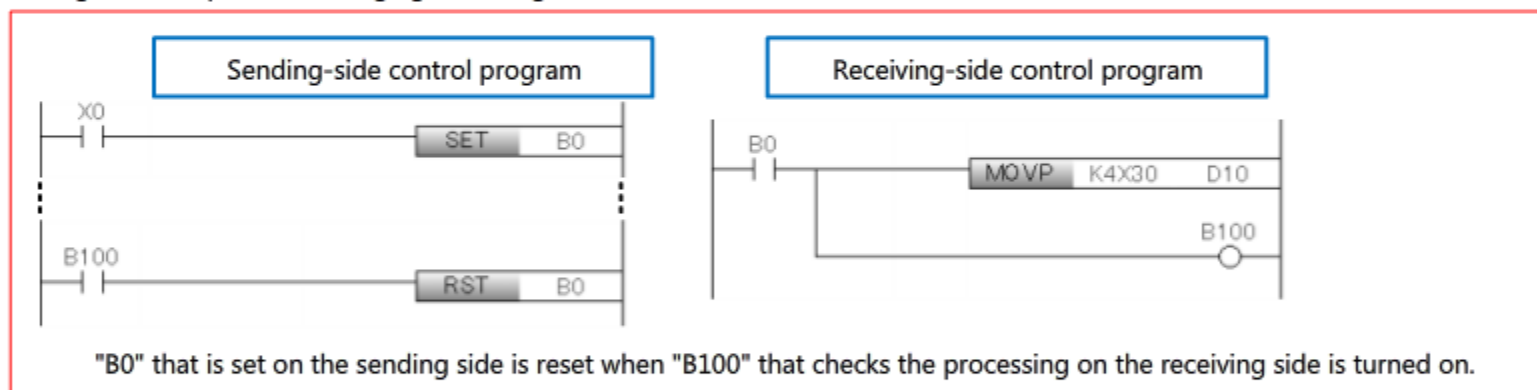 Sending-side control program
Receiving-side control program
X0
SET B0
B0
MOVP K4X30 D10
B100
B100
RST B0
"B0" that is set on the sending side is reset when "B100" that checks the processing on the receiving side is turned on.